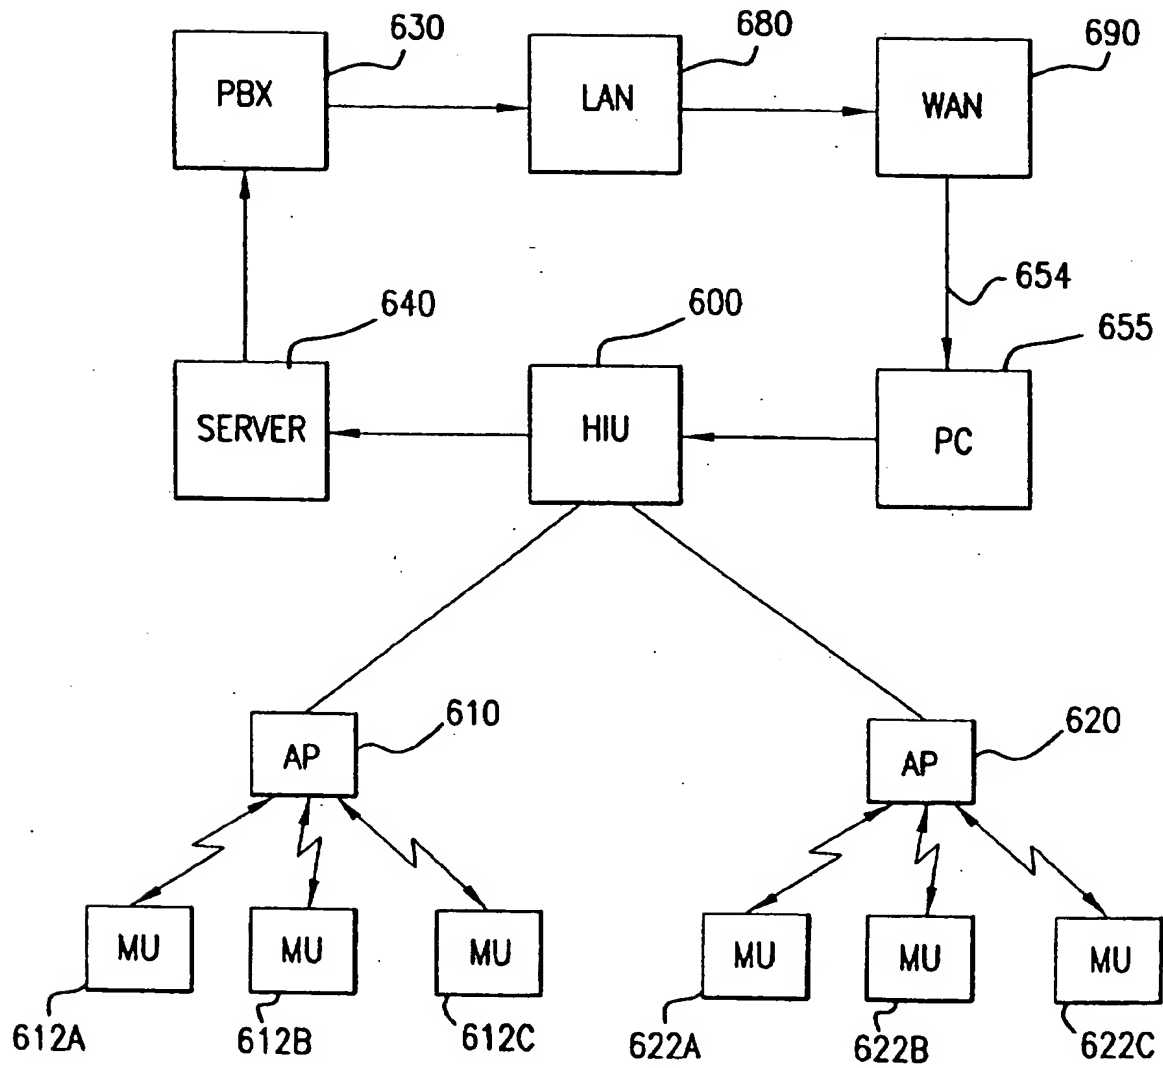 630
680
690
PBX
LAN
WAN
654
640
600
655
SERVER
HIU
PC
610
620
AP
AP
MU
MU
MU
MU
MU
MU
612A
612B
612C
622A
622B
622C